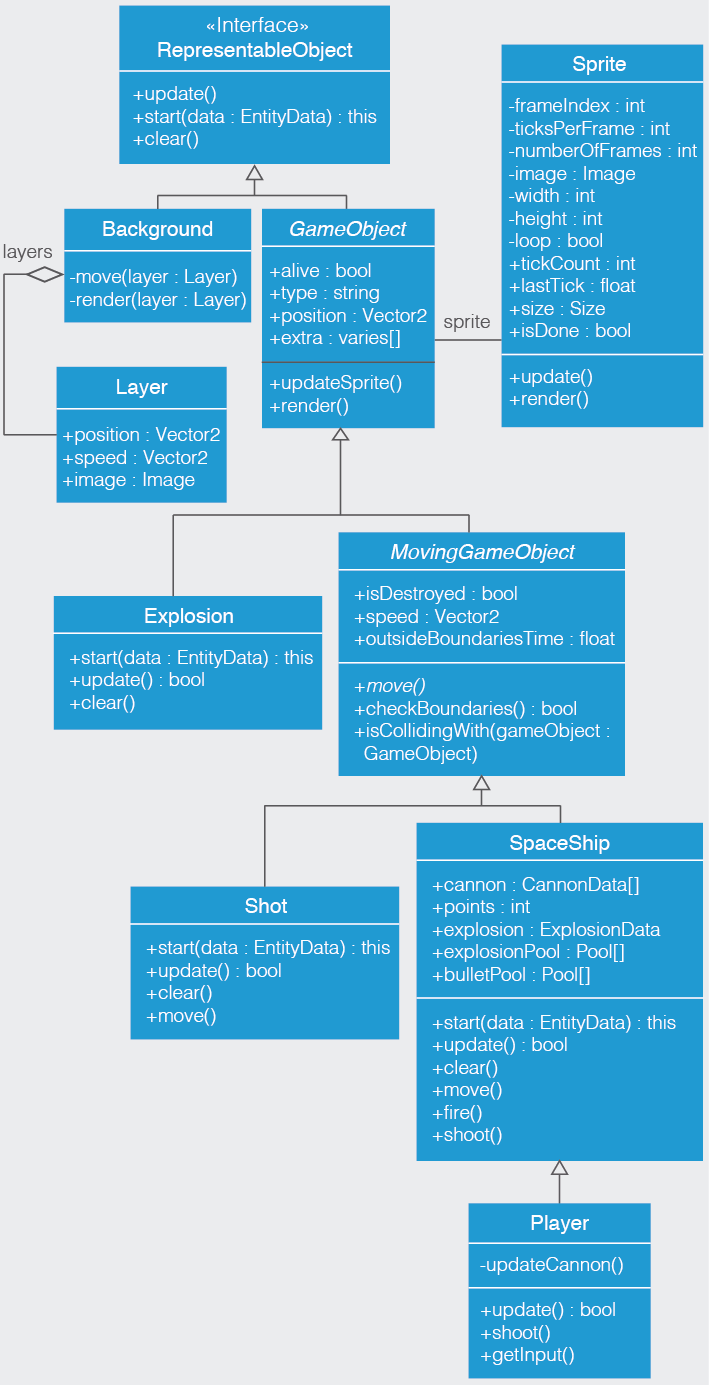 «Interface»
RepresentableObject
+update()
+start(data : EntityData) : this
+clear()
Sprite
-frameIndex : int
-ticksPerFrame : int
-numberOfFrames : int
-image : Image
-width : int
-height : int
-loop : bool
+tickCount : int
+lastTick : float
+size : Size
+isDone : bool
+update()
+render()
Background
-move(layer : Layer)
-render(layer : Layer)
layers
GameObject
+alive : bool
+type : string
+position : Vector2
+extra : varies[]
+updateSprite()
+render()
sprite
Layer
+position : Vector2
+speed : Vector2
+image : Image
Explosion
+start(data : EntityData) : this
+update() : bool
+clear()
MovingGameObject
+isDestroyed : bool
+speed : Vector2
+outsideBoundariesTime : float
+move()
+checkBoundaries() : bool
+isCollidingWith(gameObject :
GameObject)
Shot
+start(data : EntityData) : this
+update() : bool
+clear()
+move()
SpaceShip
+cannon : CannonData[]
+points : int
+explosion : ExplosionData
+explosionPool : Pool[]
+bulletPool : Pool[]
+start(data : EntityData) : this
+update() : bool
+clear()
+move()
+fire()
+shoot()
Player
-updateCannon()
+update() : bool
+shoot()
+getInput()